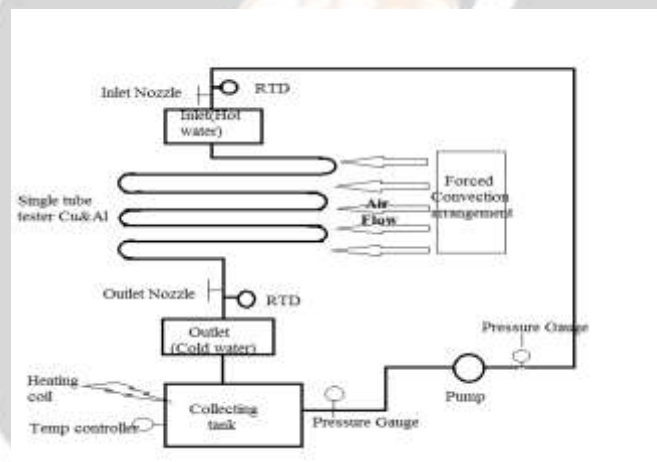 Inlet Nozzle
RTD
Inlet(Hot
water)
Single tube
tester Cu&Al
Air
Flow
Forced
Convection
arrangement
Outlet Nozzle
RTD
Outlet
(Cold water)
Pressure Gauge
Heating
coil
Temp controller
Collecting
tank
Pressure Gauge
Pump